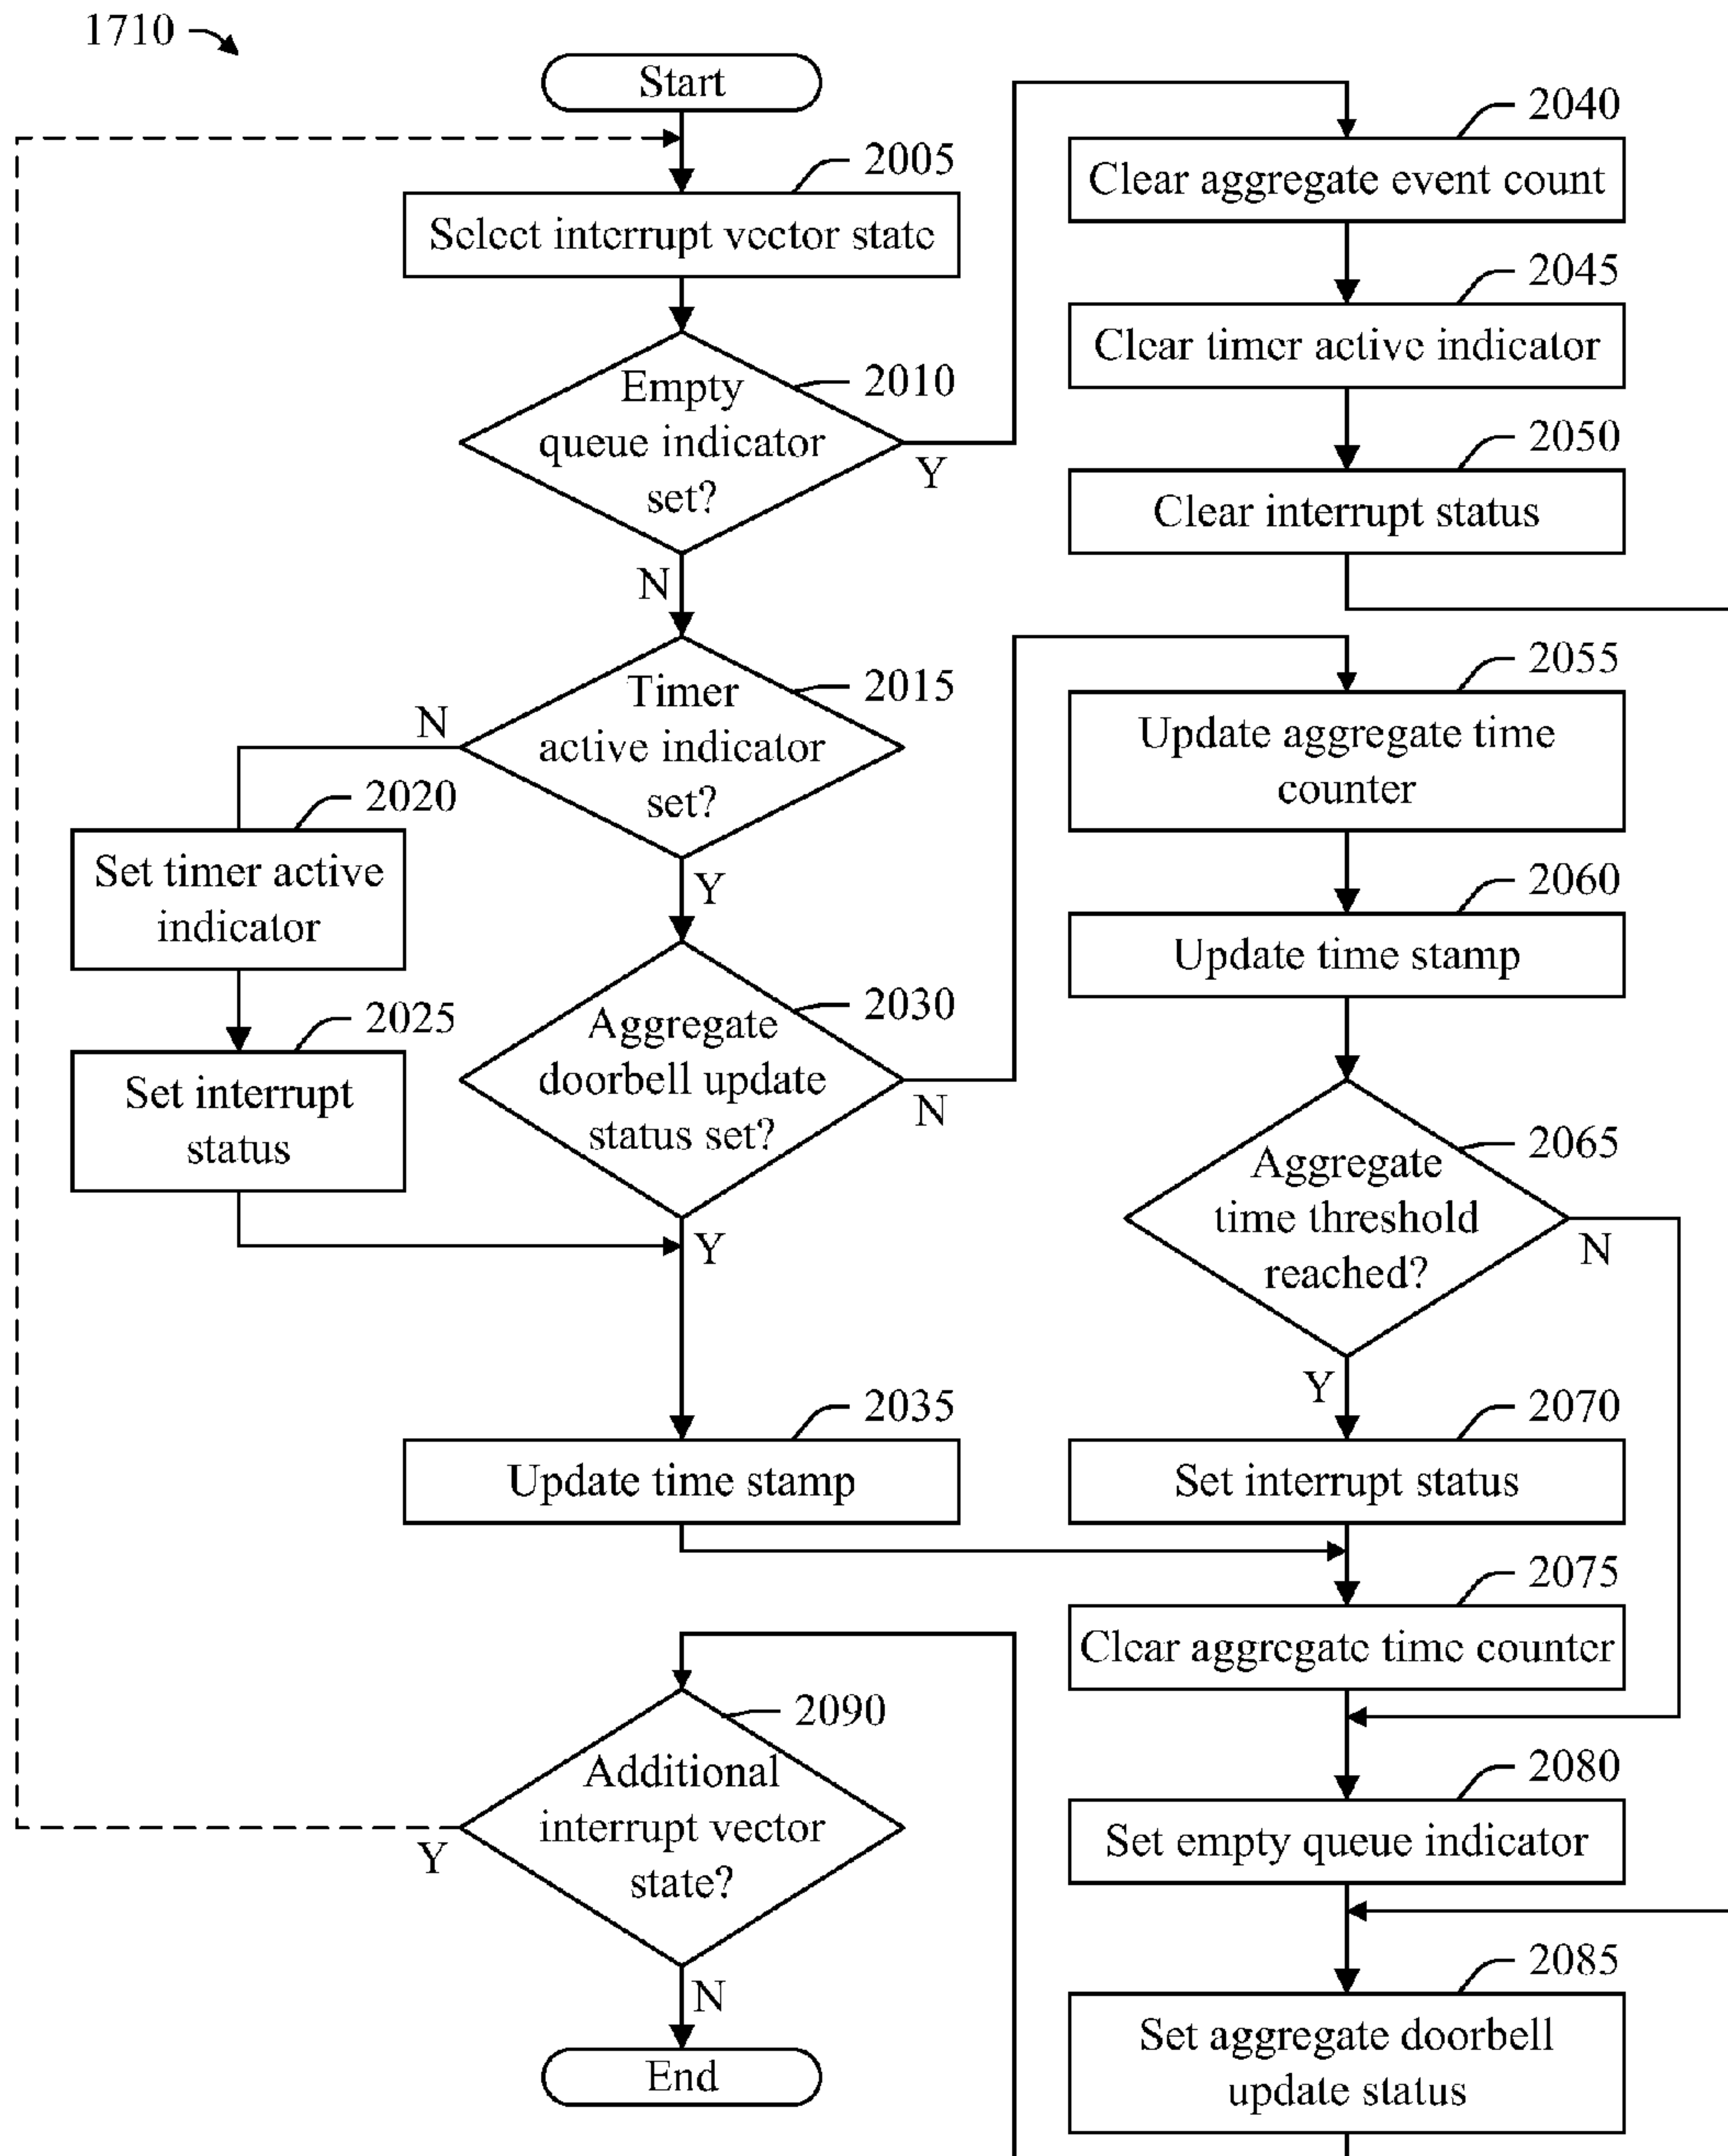 1710
Start
2005
Select interrupt vector state
2010
Empty
queue indicator
set?
Y
N
2015
Timer
active indicator
set?
N
Y
2020
Set timer active
indicator
2025
Set interrupt
status
2030
Aggregate
doorbell update
status set?
N
Y
2035
Update time stamp
2040
Clear aggregate event count
2045
Clear timer active indicator
2050
Clear interrupt status
2055
Update aggregate time
counter
2060
Update time stamp
2065
Aggregate
time threshold
reached?
N
Y
2070
Set interrupt status
2075
Clear aggregate time counter
2080
Set empty queue indicator
2085
Set aggregate doorbell
update status
2090
Additional
interrupt vector
state?
Y
N
End